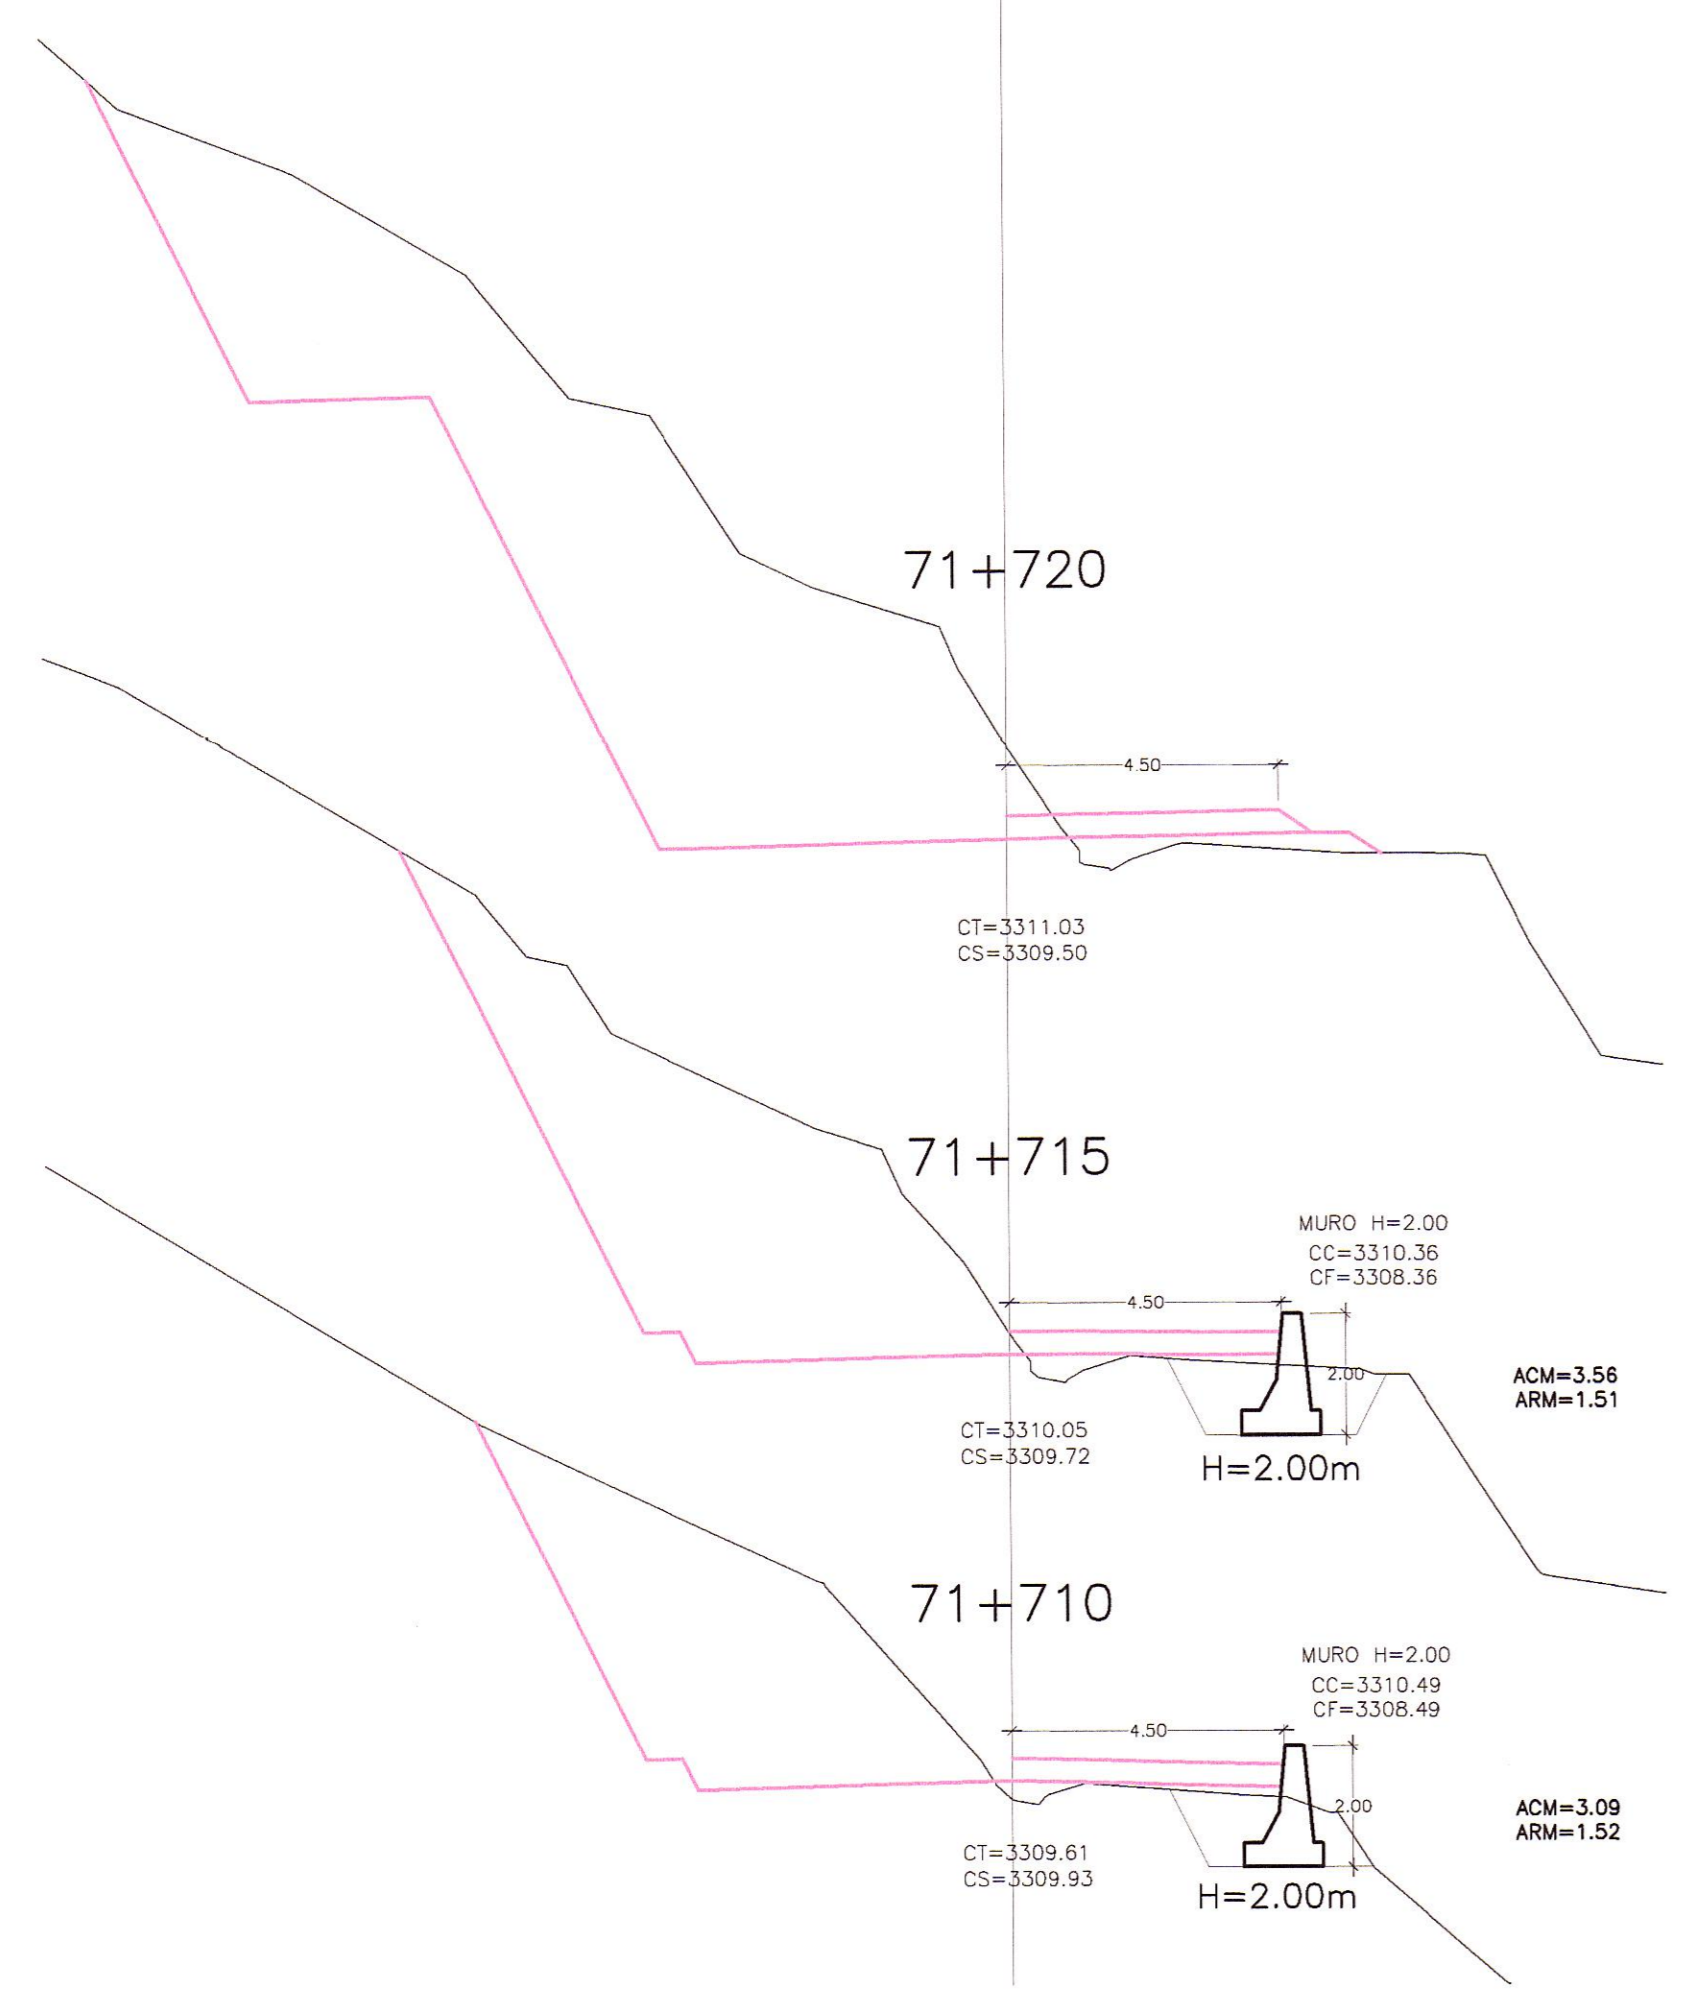 71+720
4.50
CT=3311.03
CS=3309.50
71+715
MURO H=2.00
CC=3310.36
CF=3308.36
4.50
2.00
ACM=3.56
ARM=1.51
CT=3310.05
CS=3309.72
H=2.00m
71+710
MURO H=2.00
CC=3310.49
CF=3308.49
4.50
2.00
ACM=3.09
ARM=1.52
CT=3309.61
CS=3309.93
H=2.00m